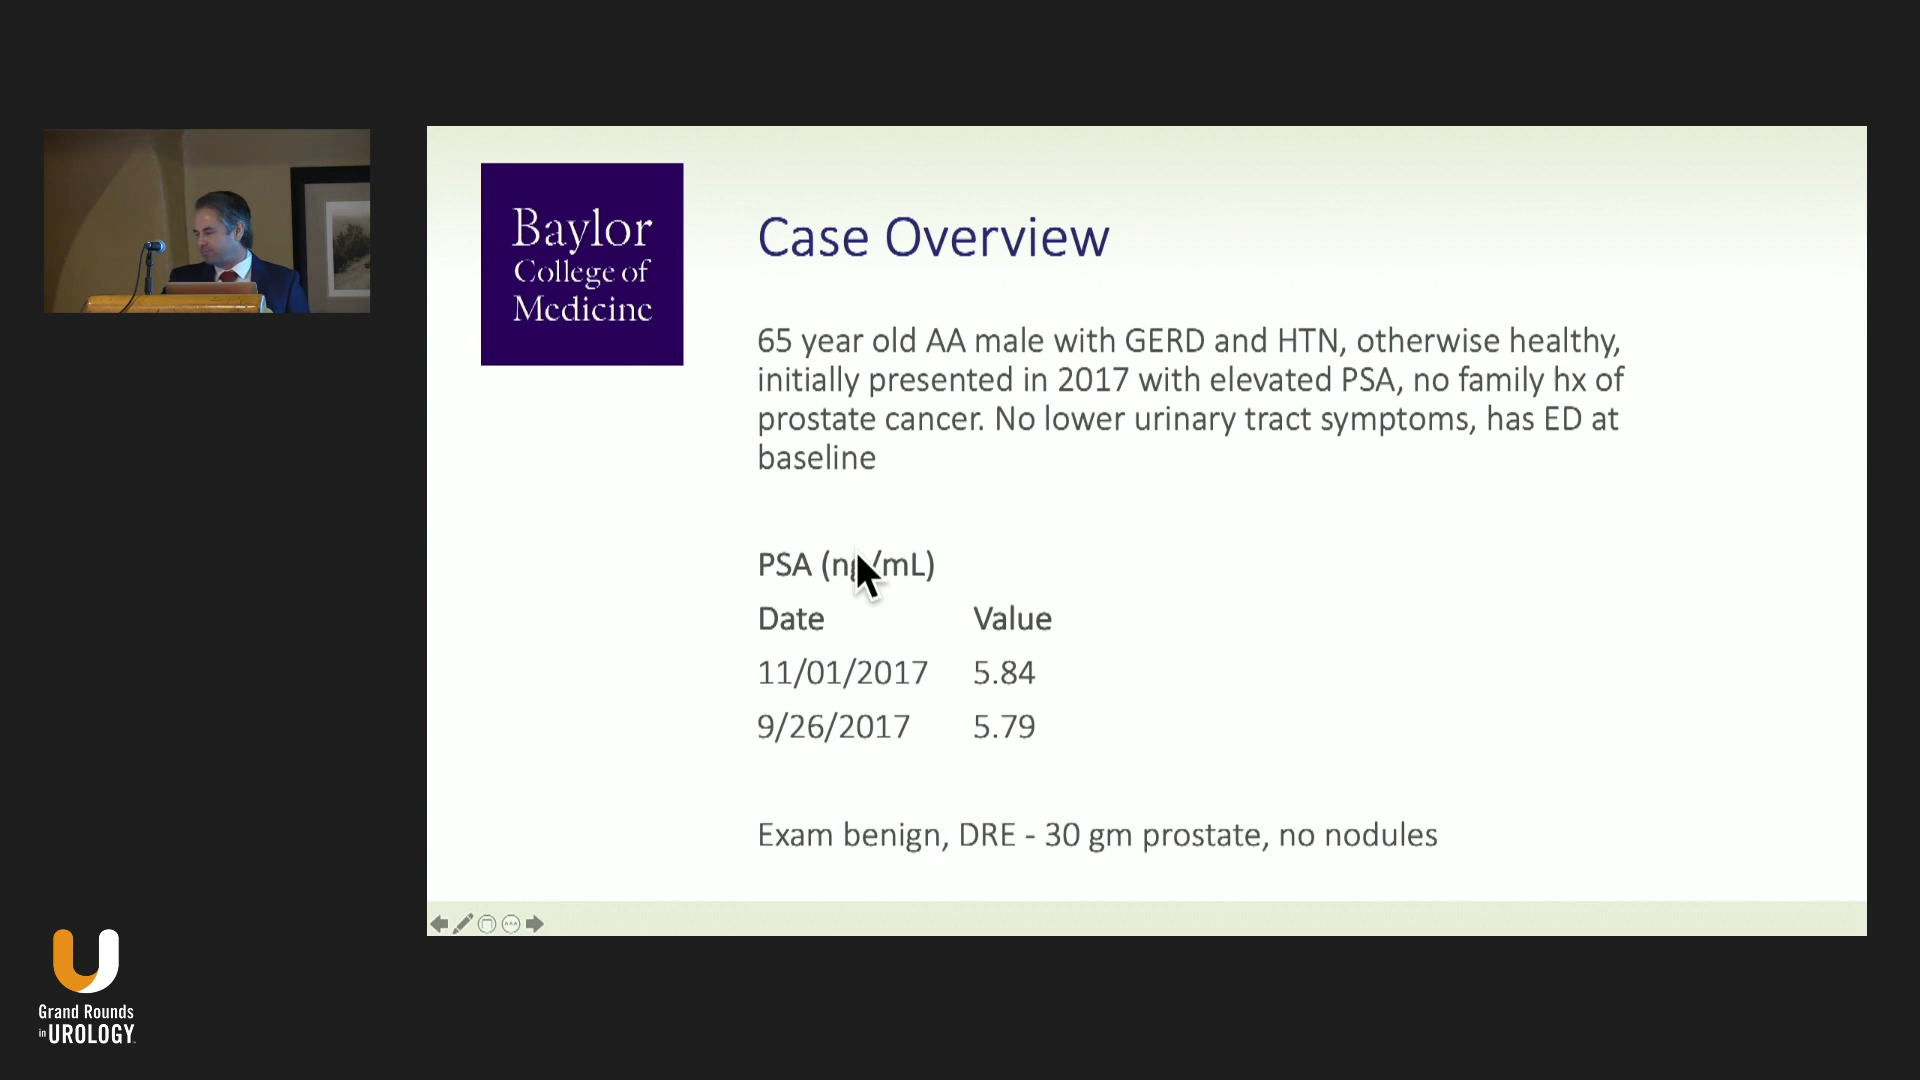 Baylor
College of
Medicine
Case Overview
65 year old AA male with GERD and HTN, otherwise healthy,
initially presented in 2017 with elevated PSA, no family hx of
prostate cancer. No lower urinary tract symptoms, has ED at
baseline
PSA (ng/mL)
Date Value
11/01/2017 5.84
9/26/2017 5.79
Exam benign, DRE - 30 gm prostate, no nodules
Grand Rounds
in UROLOGY